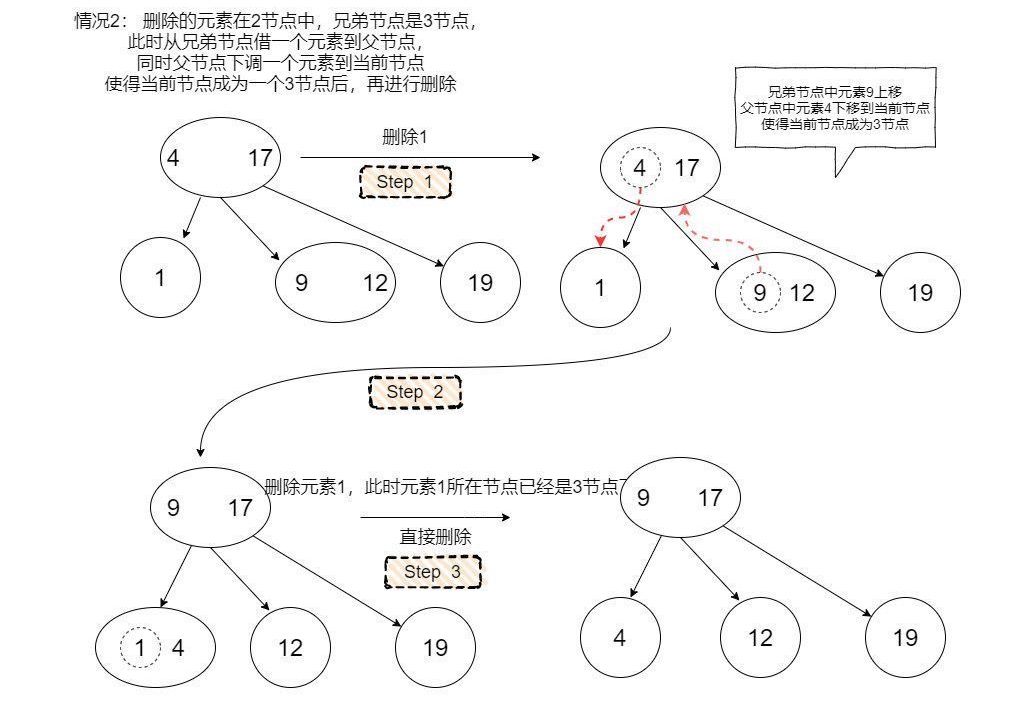 情况2： 删除的元素在2节点中，兄弟节点是3节点，
此时从兄弟节点借一个元素到父节点，
同时父节点下调一个元素到当前节点
使得当前节点成为一个3节点后，再进行删除
兄弟节点中元素9上移
父节点中元素4下移到当前节点
使得当前节点成为3节点
删除1
Step 1
4 17
4 17
1
9 12
19
1
9 12
19
Step 2
删除元素1，此时元素1所在节点已经是3节点
直接删除
Step 3
9 17
9 17
1 4
12
19
4
12
19